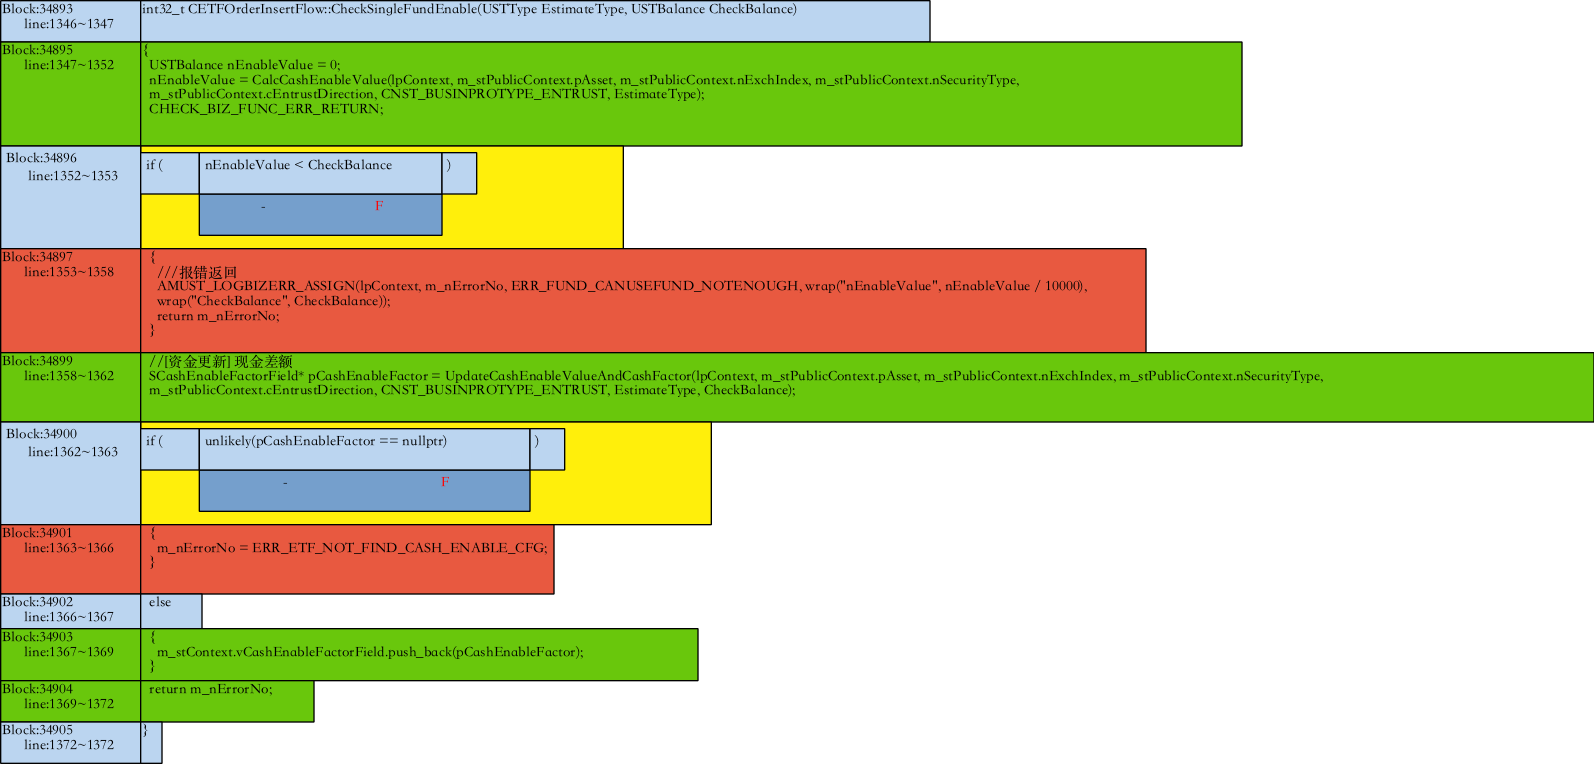 Block:34893
line:1346~1347
int32_t CETFOrderInsertFlow::CheckSingleFundEnable(USTType EstimateType, USTBalance CheckBalance)
Block:34895
line:1347~1352
{
USTBalance nEnableValue = 0;
nEnableValue = CalcCashEnableValue(lpContext, m_stPublicContext.pAsset, m_stPublicContext.nExchIndex, m_stPublicContext.nSecurityType,
m_stPublicContext.cEntrustDirection, CNST_BUSINPROTYPE_ENTRUST, EstimateType);
CHECK_BIZ_FUNC_ERR_RETURN;
Block:34896
line:1352~1353
if ( nEnableValue < CheckBalance )
- F
Block:34897
line:1353~1358
{
///报错返回
AMUST_LOGBIZERR_ASSIGN(lpContext, m_nErrorNo, ERR_FUND_CANUSEFUND_NOTENOUGH, wrap("nEnableValue", nEnableValue / 10000),
wrap("CheckBalance", CheckBalance));
return m_nErrorNo;
}
Block:34899
line:1358~1362
//[资金更新] 现金差额
SCashEnableFactorField* pCashEnableFactor = UpdateCashEnableValueAndCashFactor(lpContext, m_stPublicContext.pAsset, m_stPublicContext.nExchIndex, m_stPublicContext.nSecurityType,
m_stPublicContext.cEntrustDirection, CNST_BUSINPROTYPE_ENTRUST, EstimateType, CheckBalance);
Block:34900
line:1362~1363
if ( unlikely(pCashEnableFactor == nullptr) )
- F
Block:34901
line:1363~1366
{
m_nErrorNo = ERR_ETF_NOT_FIND_CASH_ENABLE_CFG;
}
Block:34902
line:1366~1367
else
Block:34903
line:1367~1369
{
m_stContext.vCashEnableFactorField.push_back(pCashEnableFactor);
}
Block:34904
line:1369~1372
return m_nErrorNo;
Block:34905
line:1372~1372
}